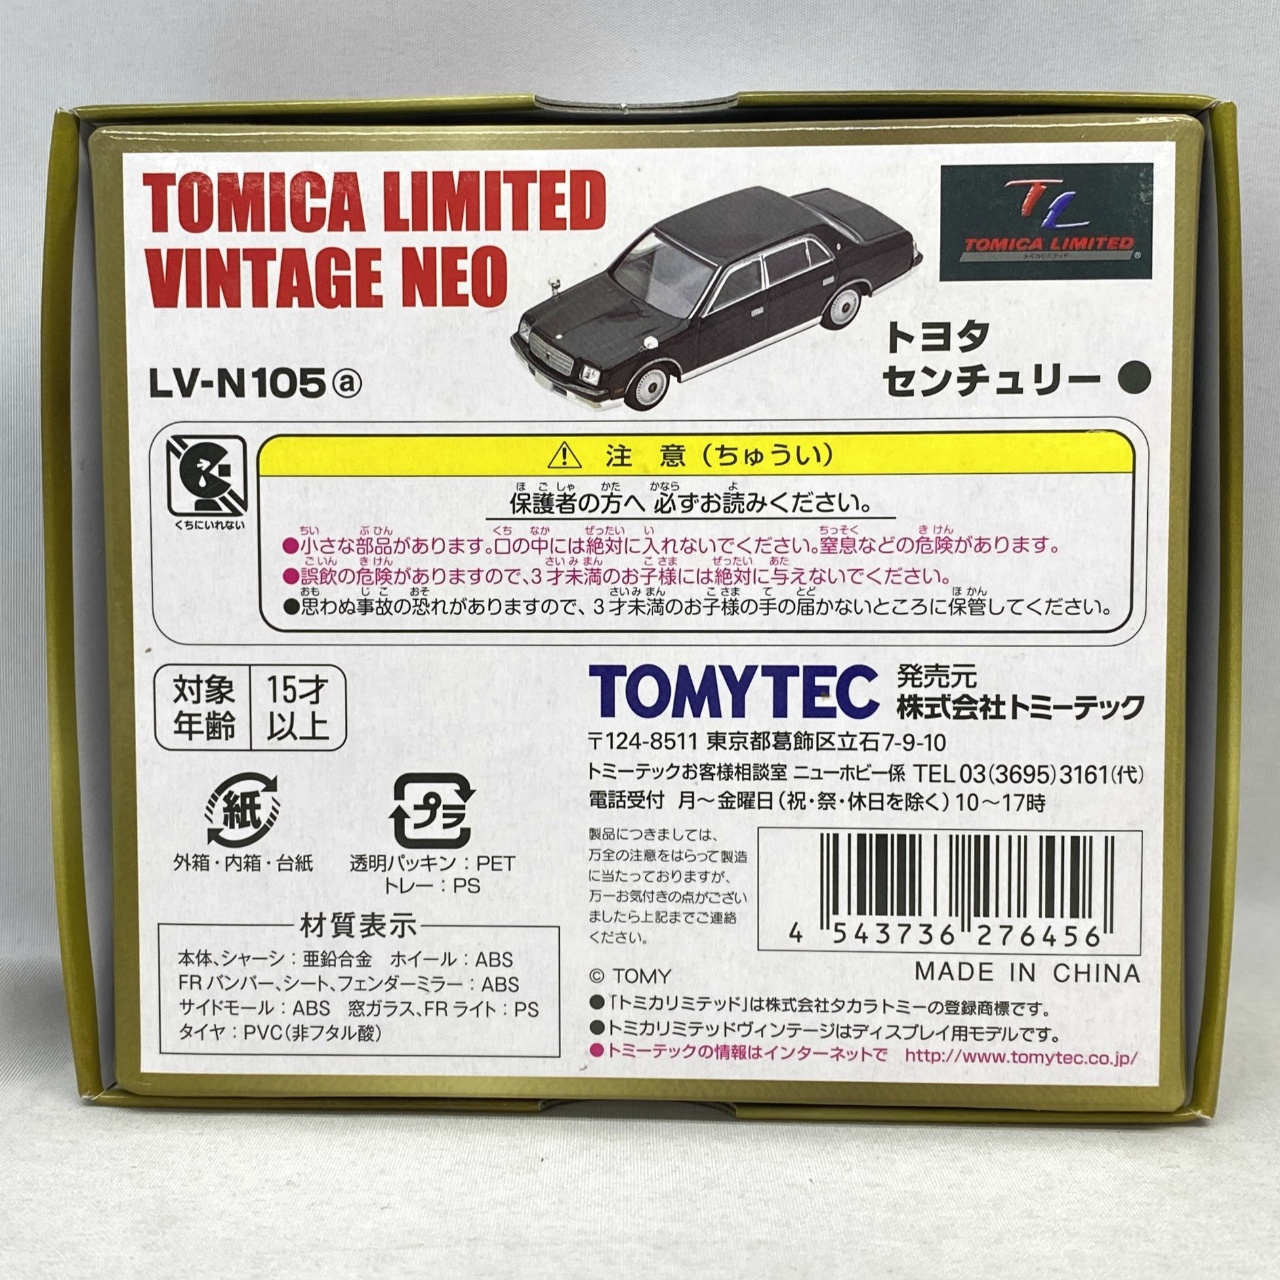 TOMICA LIMITED
VINTAGE NEO
TL
TOMICA LIMITED
トミカリミテッド
LV-N105ⓐ
トヨタ
センチュリー ●
くちにいれない
⚠ 注 意（ちゅうい）
保護者の方へ 必ずお読みください。
●小さな部品があります。口の中には絶対に入れないでください。窒息などの危険があります。
●誤飲の危険がありますので、3才未満のお子様には絶対に与えないでください。
●思わぬ事故の恐れがありますので、3才未満のお子様の手の届かないところに保管してください。
対象年齢 15才以上
紙
外箱・内箱・台紙
プラ
透明パッキン：PET
トレー：PS
材質表示
本体、シャーシ：亜鉛合金 ホイール：ABS
FRバンパー、シート、フェンダーミラー：ABS
サイドモール：ABS 窓ガラス、FRライト：PS
タイヤ：PVC（非フタル酸）
TOMYTEC 発売元
株式会社トミーテック
〒124-8511 東京都葛飾区立石7-9-10
トミーテックお客様相談室 ニューホビー係 TEL 03(3695)3161(代)
電話受付 月～金曜日（祝・祭・休日を除く）10～17時
製品につきましては、
万全の注意をはらって製造
に当たっておりますが、
万一お気付きの点がござい
ましたら上記までご連絡
ください。
4 543736 276456
© TOMY
MADE IN CHINA
●「トミカリミテッド」は株式会社タカラトミーの登録商標です。
●トミカリミテッドヴィンテージはディスプレイ用モデルです。
●トミーテックの情報はインターネットで http://www.tomytec.co.jp/